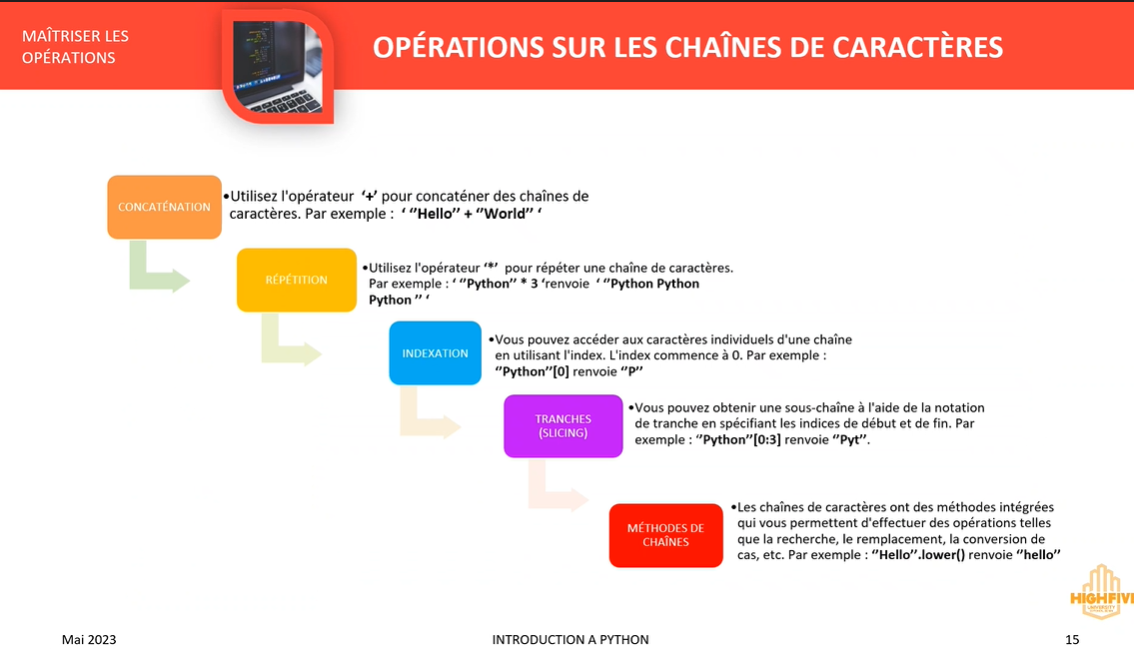 MAÎTRISER LES
OPÉRATIONS
OPÉRATIONS SUR LES CHAÎNES DE CARACTÈRES
CONCATÉNATION
•Utilisez l'opérateur ‘+’ pour concaténer des chaînes de
caractères. Par exemple : ‘ ‘’Hello’’ + ‘’World’’ ‘
RÉPÉTITION
•Utilisez l'opérateur ‘*’ pour répéter une chaîne de caractères.
Par exemple : ‘ ‘’Python’’ * 3 ‘renvoie ‘ ‘’Python Python
Python ’’ ‘
INDEXATION
•Vous pouvez accéder aux caractères individuels d'une chaîne
en utilisant l'index. L'index commence à 0. Par exemple :
‘’Python’’[0] renvoie ‘’P’’
TRANCHES
(SLICING)
•Vous pouvez obtenir une sous-chaîne à l'aide de la notation
de tranche en spécifiant les indices de début et de fin. Par
exemple : ‘’Python’’[0:3] renvoie ‘’Pyt’’.
MÉTHODES DE
CHAÎNES
•Les chaînes de caractères ont des méthodes intégrées
qui vous permettent d'effectuer des opérations telles
que la recherche, le remplacement, la conversion de
cas, etc. Par exemple : ‘’Hello’’.lower() renvoie ‘’hello’’
HIGHFIVE
UNIVERSITY
Mai 2023
INTRODUCTION A PYTHON
15